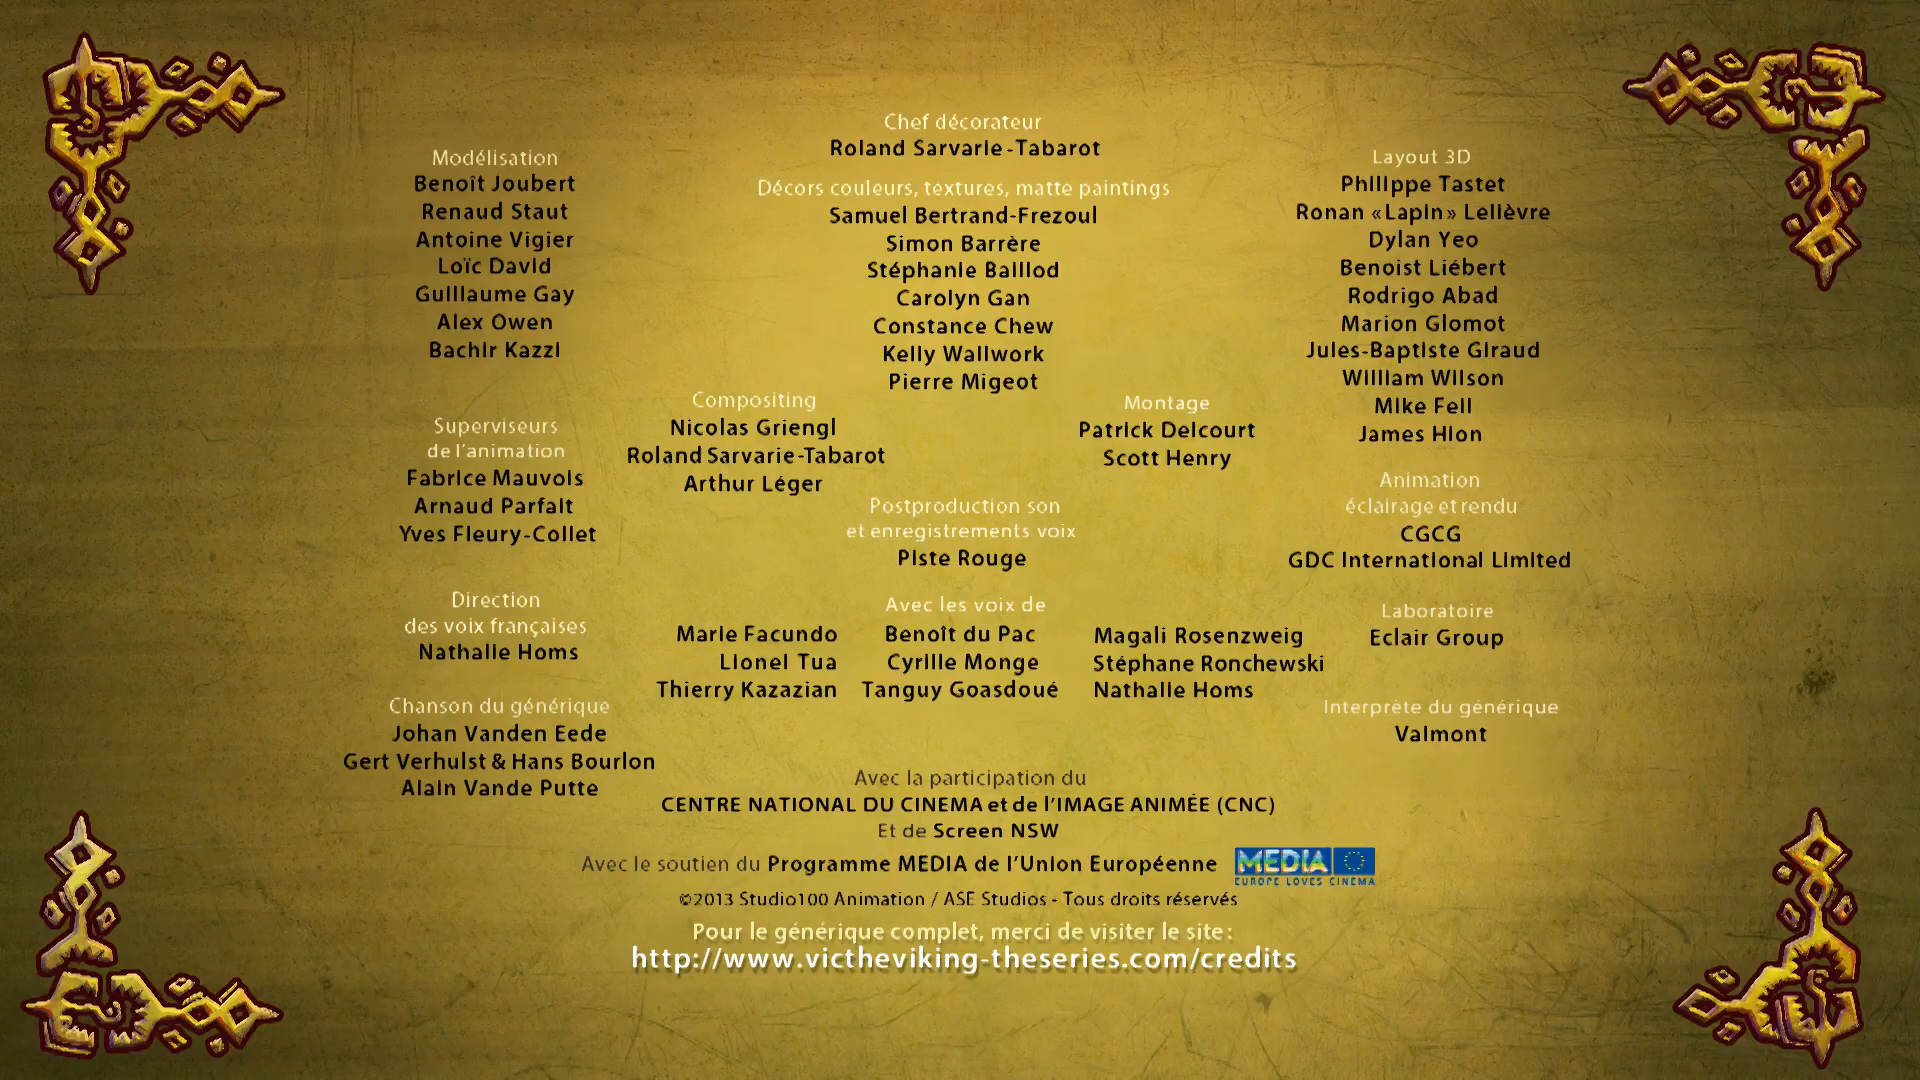 Chef décorateur
Roland Sarvarie-Tabarot
Modélisation
Benoît Joubert
Renaud Staut
Antoine Vigier
Loïc David
Guillaume Gay
Alex Owen
Bachir Kazzi
Décors couleurs, textures, matte paintings
Samuel Bertrand-Frezoul
Simon Barrère
Stéphanie Baillod
Carolyn Gan
Constance Chew
Kelly Wallwork
Pierre Migeot
Layout 3D
Philippe Tastet
Ronan «Lapin» Lelièvre
Dylan Yeo
Benoist Liébert
Rodrigo Abad
Marion Glomot
Jules-Baptiste Giraud
William Wilson
Mike Fell
James Hion
Superviseurs
de l'animation
Fabrice Mauvois
Arnaud Parfait
Yves Fleury-Collet
Compositing
Nicolas Griengl
Roland Sarvarie-Tabarot
Arthur Léger
Montage
Patrick Delcourt
Scott Henry
Postproduction son
et enregistrements voix
Piste Rouge
Animation
éclairage et rendu
CGCG
GDC International Limited
Direction
des voix françaises
Nathalie Homs
Avec les voix de
Marie Facundo
Lionel Tua
Thierry Kazazian
Benoît du Pac
Cyrille Monge
Tanguy Goasdoué
Magali Rosenzweig
Stéphane Ronchewski
Nathalie Homs
Laboratoire
Eclair Group
Chanson du générique
Johan Vanden Eede
Gert Verhulst & Hans Bourlon
Alain Vande Putte
Interprète du générique
Valmont
Avec la participation du
CENTRE NATIONAL DU CINEMA et de l'IMAGE ANIMÉE (CNC)
Et de Screen NSW
Avec le soutien du Programme MEDIA de l'Union Européenne
MEDIA
EUROPE LOVES CINEMA
©2013 Studio100 Animation / ASE Studios - Tous droits réservés
Pour le générique complet, merci de visiter le site :
http://www.victheviking-theseries.com/credits